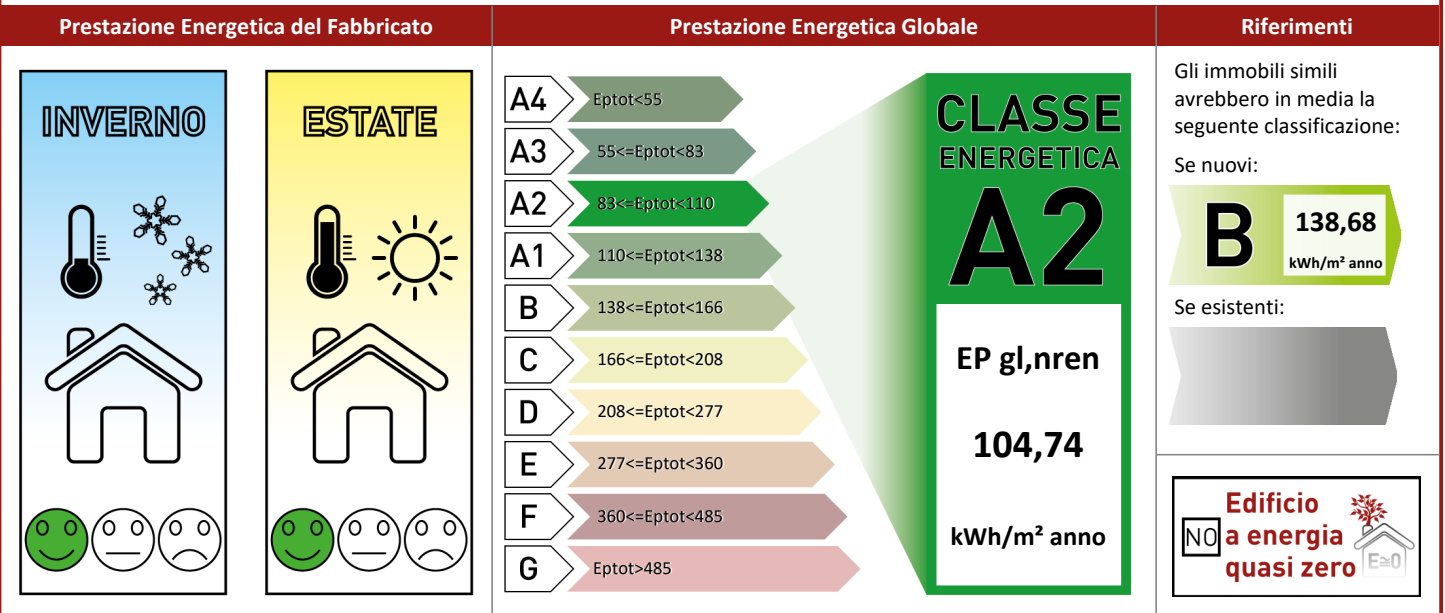 Prestazione Energetica del Fabbricato
Prestazione Energetica Globale
Riferimenti
INVERNO
ESTATE
A4
Eptot<55
A3
55<=Eptot<83
A2
83<=Eptot<110
A1
110<=Eptot<138
B
138<=Eptot<166
C
166<=Eptot<208
D
208<=Eptot<277
E
277<=Eptot<360
F
360<=Eptot<485
G
Eptot>485
CLASSE
ENERGETICA
A2
EP gl,nren
104,74
kWh/m² anno
Gli immobili simili
avrebbero in media la
seguente classificazione:
Se nuovi:
B
138,68
kWh/m² anno
Se esistenti:
Edificio
NO a energia
quasi zero
E≅0